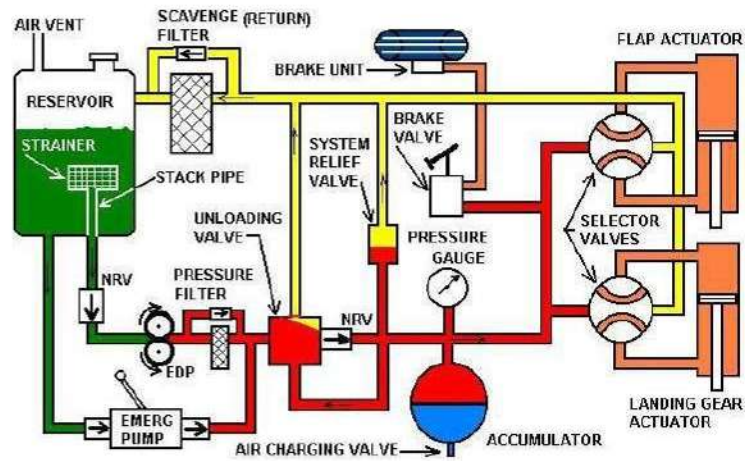 AIR VENT
SCAVENGE (RETURN)
FILTER
RESERVOIR
STRAINER
STACK PIPE
UNLOADING
VALVE
NRV
PRESSURE
FILTER
EDP
EMERG
PUMP
BRAKE UNIT
BRAKE
VALVE
SYSTEM
RELIEF
VALVE
PRESSURE
GAUGE
NRV
AIR CHARGING VALVE
ACCUMULATOR
FLAP ACTUATOR
SELECTOR
VALVES
LANDING GEAR
ACTUATOR